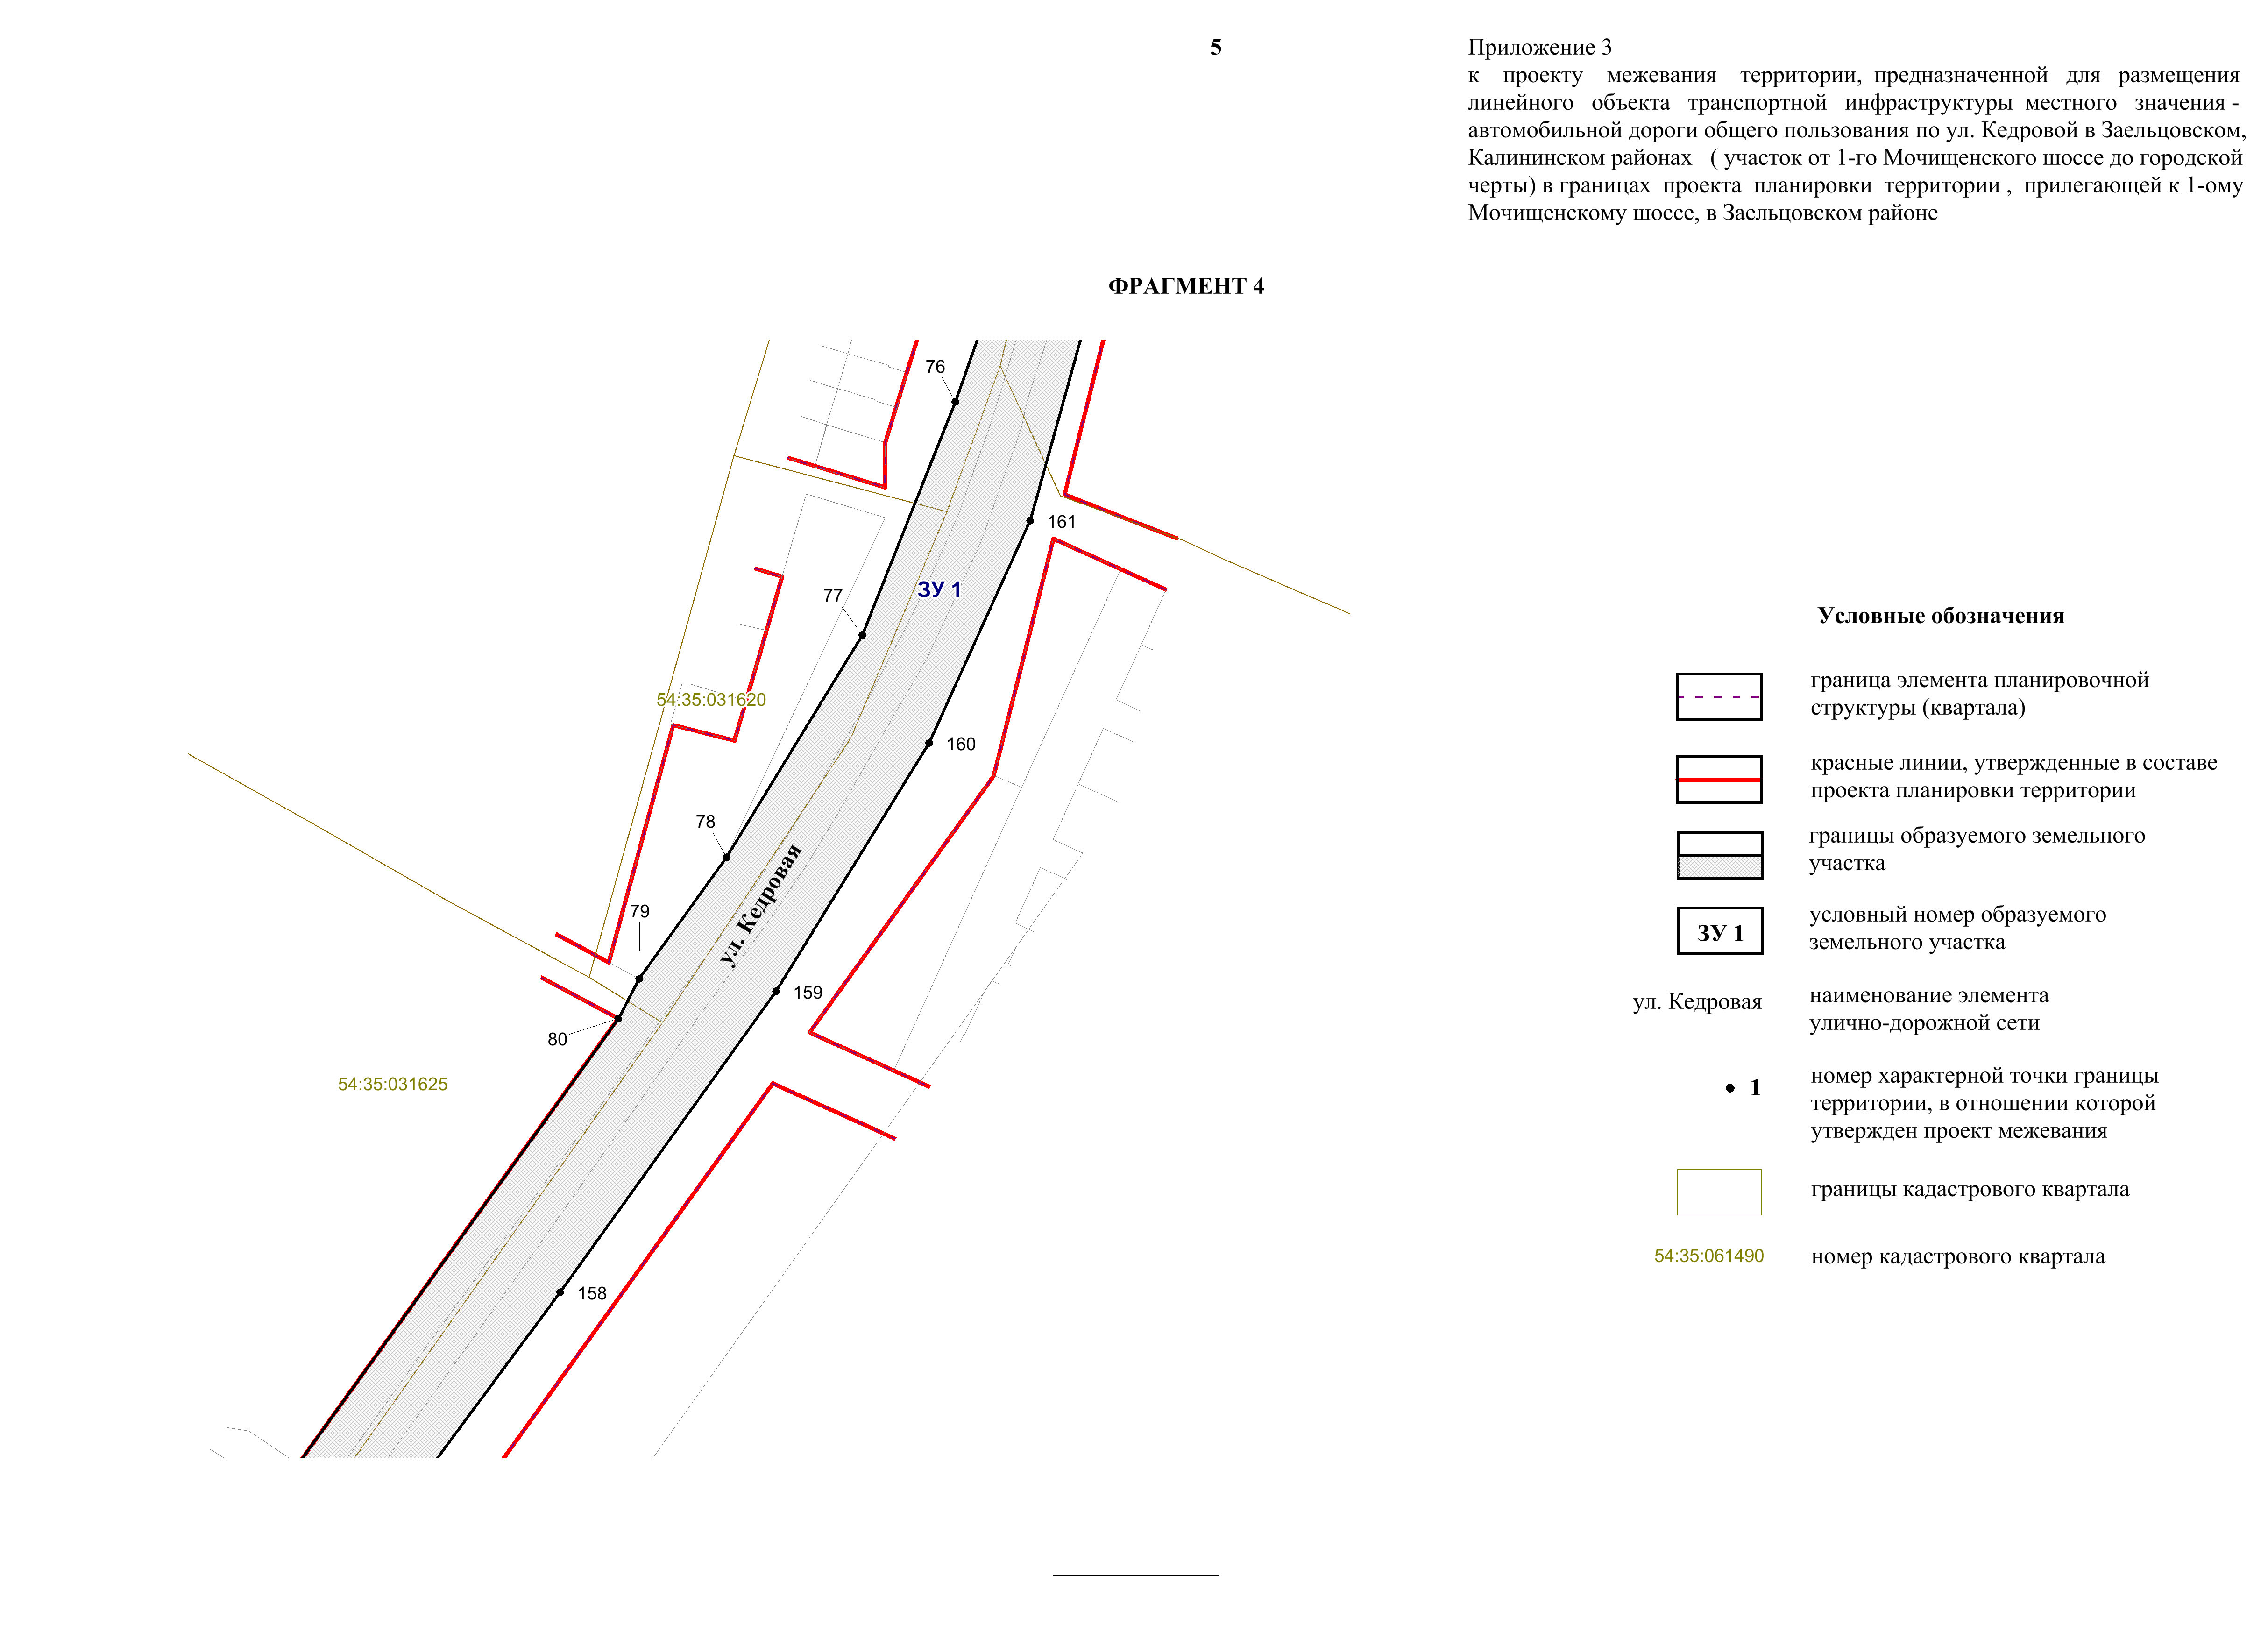 5
Приложение 3
к проекту межевания территории, предназначенной для размещения
линейного объекта транспортной инфраструктуры местного значения -
автомобильной дороги общего пользования по ул. Кедровой в Заельцовском,
Калининском районах ( участок от 1-го Мочищенского шоссе до городской
черты) в границах проекта планировки территории , прилегающей к 1-ому
Мочищенскому шоссе, в Заельцовском районе
ФРАГМЕНТ 4
76
161
ЗУ 1
77
54:35:031620
160
78
ул. Кедровая
79
159
80
54:35:031625
158
Условные обозначения
граница элемента планировочной
структуры (квартала)
красные линии, утвержденные в составе
проекта планировки территории
границы образуемого земельного
участка
ЗУ 1
условный номер образуемого
земельного участка
ул. Кедровая
наименование элемента
улично-дорожной сети
1
номер характерной точки границы
территории, в отношении которой
утвержден проект межевания
границы кадастрового квартала
54:35:061490
номер кадастрового квартала